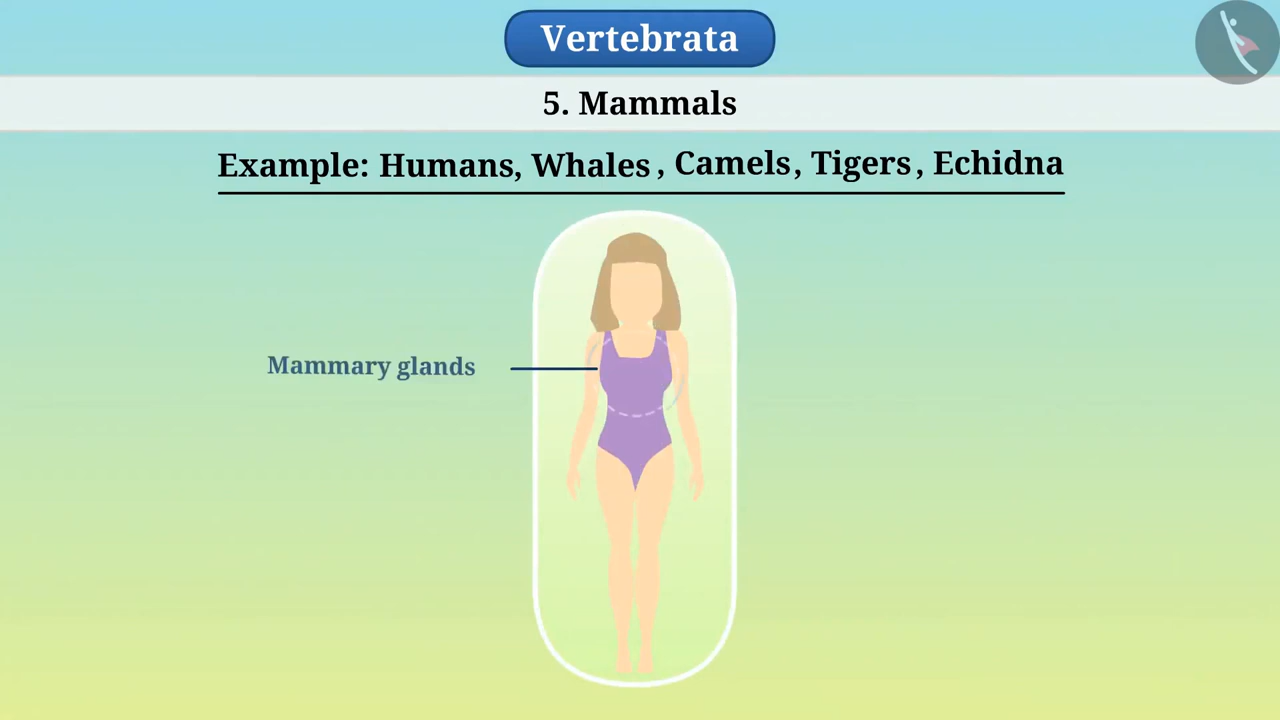 Vertebrata
5. Mammals
Example: Humans, Whales , Camels, Tigers , Echidna
Mammary glands